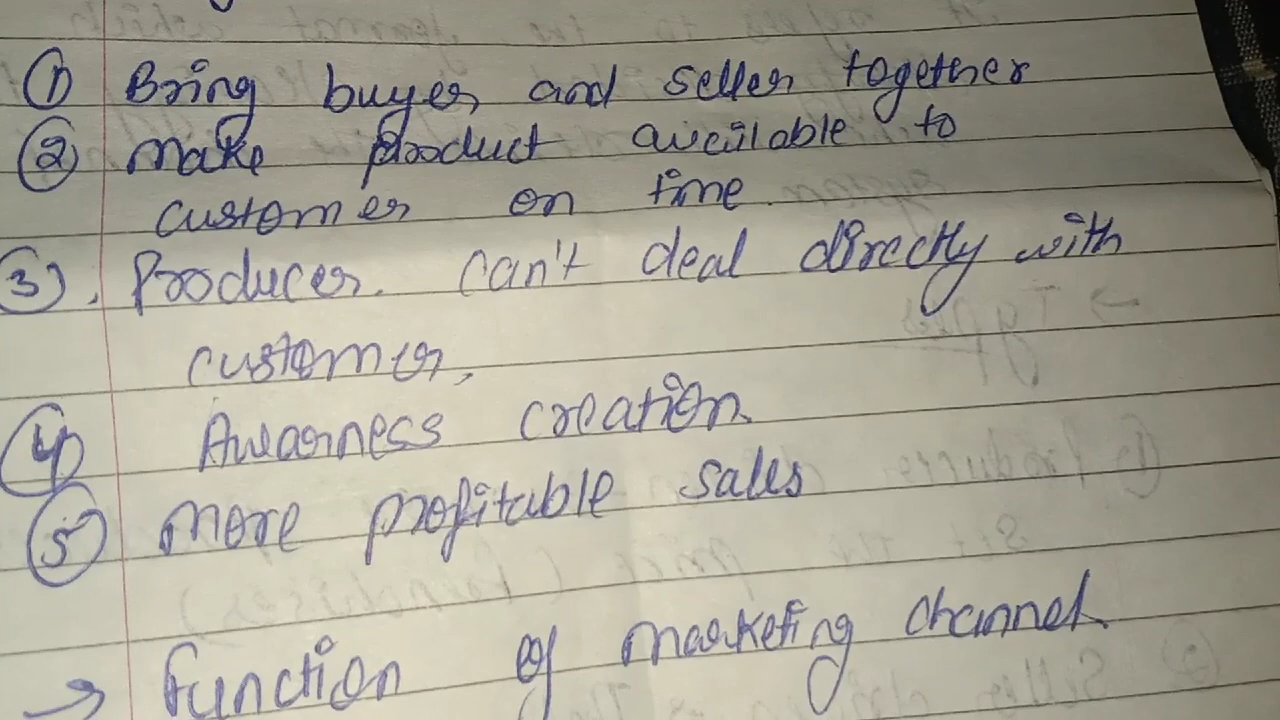 ① Bring buyer and seller together
② make product available to
customer on time
③. Producer. can't deal directly with
customer,
④ Awarness creation.
⑤ more profitable sales
→ function of marketing channel